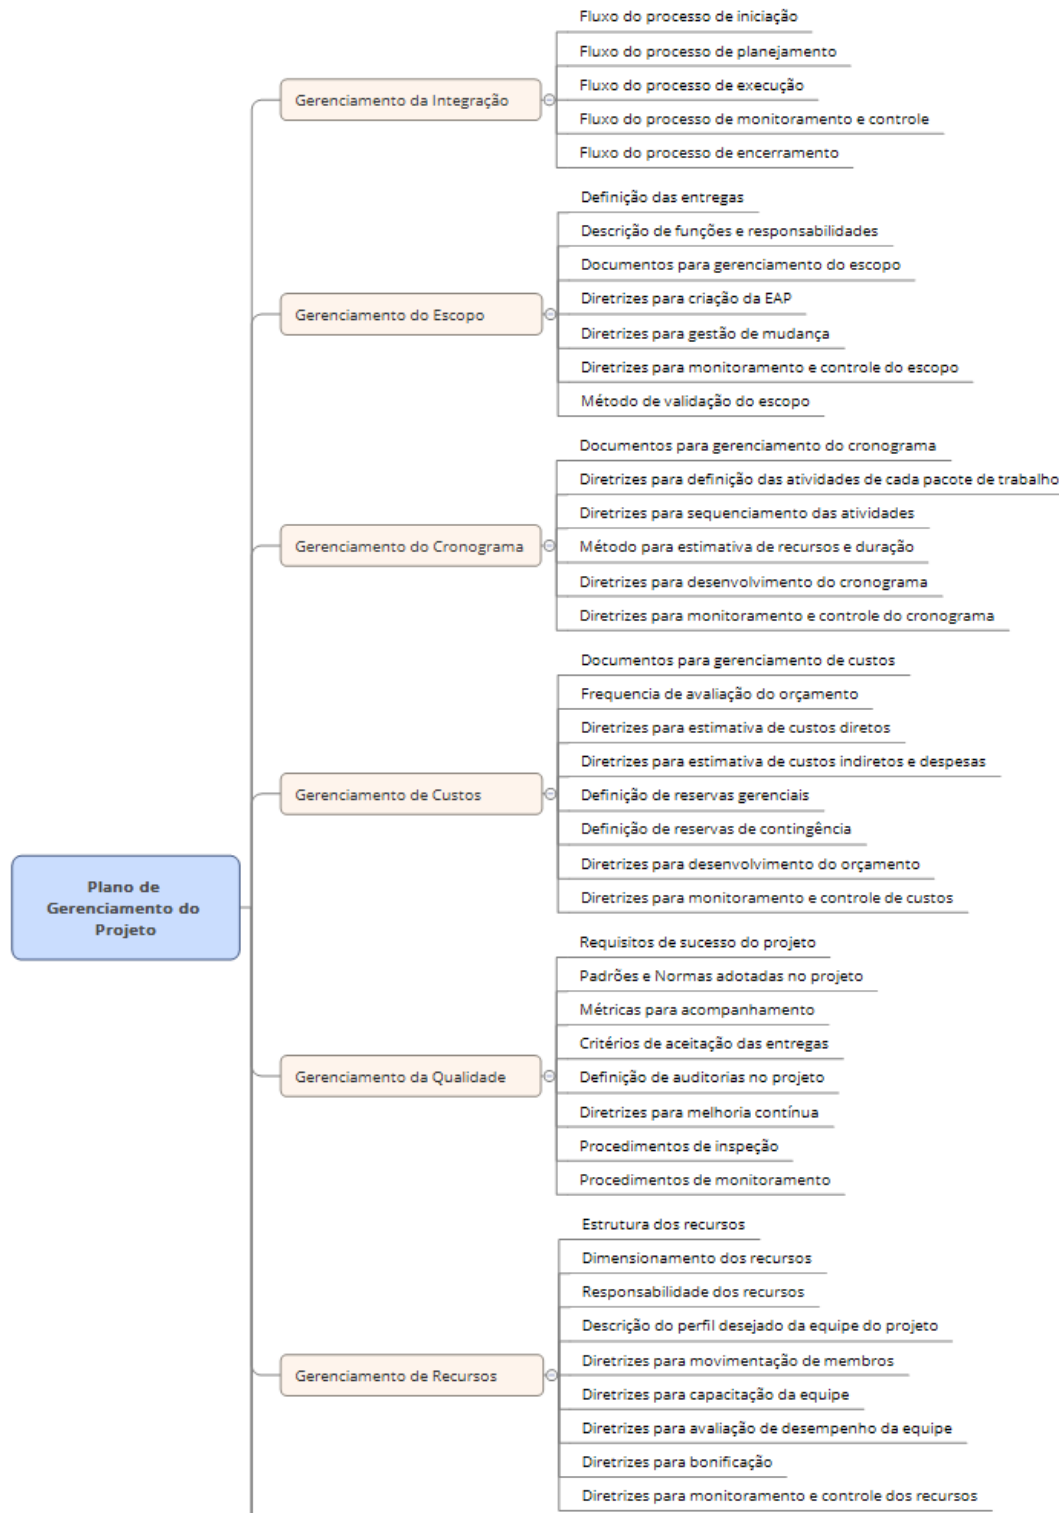 Plano de
Gerenciamento do
Projeto
Gerenciamento da Integração
Fluxo do processo de iniciação
Fluxo do processo de planejamento
Fluxo do processo de execução
Fluxo do processo de monitoramento e controle
Fluxo do processo de encerramento
Gerenciamento do Escopo
Definição das entregas
Descrição de funções e responsabilidades
Documentos para gerenciamento do escopo
Diretrizes para criação da EAP
Diretrizes para gestão de mudança
Diretrizes para monitoramento e controle do escopo
Método de validação do escopo
Gerenciamento do Cronograma
Documentos para gerenciamento do cronograma
Diretrizes para definição das atividades de cada pacote de trabalho
Diretrizes para sequenciamento das atividades
Método para estimativa de recursos e duração
Diretrizes para desenvolvimento do cronograma
Diretrizes para monitoramento e controle do cronograma
Gerenciamento de Custos
Documentos para gerenciamento de custos
Frequencia de avaliação do orçamento
Diretrizes para estimativa de custos diretos
Diretrizes para estimativa de custos indiretos e despesas
Definição de reservas gerenciais
Definição de reservas de contingência
Diretrizes para desenvolvimento do orçamento
Diretrizes para monitoramento e controle de custos
Gerenciamento da Qualidade
Requisitos de sucesso do projeto
Padrões e Normas adotadas no projeto
Métricas para acompanhamento
Critérios de aceitação das entregas
Definição de auditorias no projeto
Diretrizes para melhoria contínua
Procedimentos de inspeção
Procedimentos de monitoramento
Gerenciamento de Recursos
Estrutura dos recursos
Dimensionamento dos recursos
Responsabilidade dos recursos
Descrição do perfil desejado da equipe do projeto
Diretrizes para movimentação de membros
Diretrizes para capacitação da equipe
Diretrizes para avaliação de desempenho da equipe
Diretrizes para bonificação
Diretrizes para monitoramento e controle dos recursos